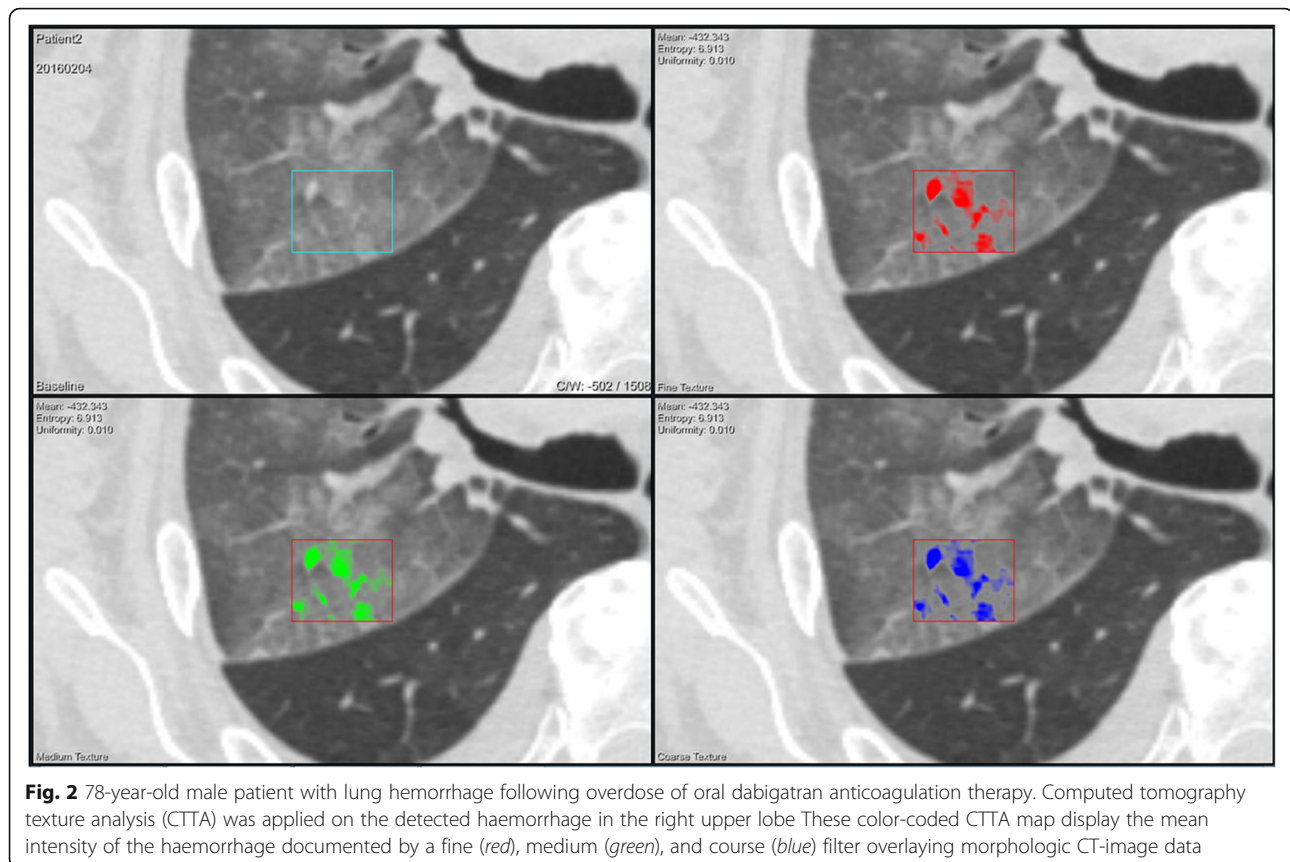 Patient2
20160204
Baseline
C/W: -502 / 1508
Mean: -432.343
Entropy: 6.913
Uniformity: 0.010
Fine Texture
Mean: -432.343
Entropy: 6.913
Uniformity: 0.010
Medium Texture
Mean: -432.343
Entropy: 6.913
Uniformity: 0.010
Coarse Texture
Fig. 2 78-year-old male patient with lung hemorrhage following overdose of oral dabigatran anticoagulation therapy. Computed tomography
texture analysis (CTTA) was applied on the detected haemorrhage in the right upper lobe These color-coded CTTA map display the mean
intensity of the haemorrhage documented by a fine (red), medium (green), and course (blue) filter overlaying morphologic CT-image data